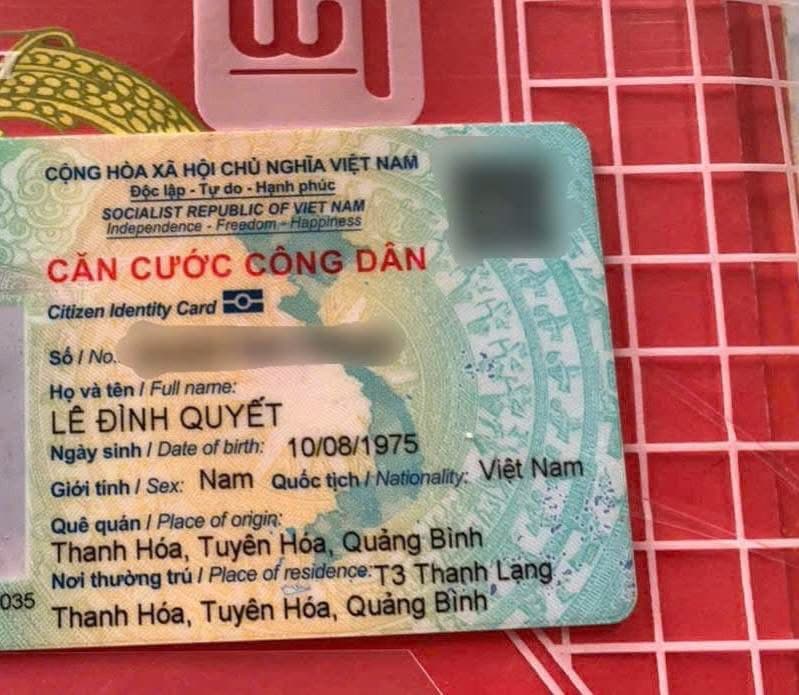 CỘNG HÒA XÃ HỘI CHỦ NGHĨA VIỆT NAM
Độc lập - Tự do - Hạnh phúc
SOCIALIST REPUBLIC OF VIET NAM
Independence - Freedom - Happiness
CĂN CƯỚC CÔNG DÂN
Citizen Identity Card
Số / No.:
Họ và tên / Full name:
LÊ ĐÌNH QUYẾT
Ngày sinh / Date of birth: 10/08/1975
Giới tính / Sex: Nam Quốc tịch / Nationality: Việt Nam
Quê quán / Place of origin:
Thanh Hóa, Tuyên Hóa, Quảng Bình
Nơi thường trú / Place of residence: T3 Thanh Lạng
035 Thanh Hóa, Tuyên Hóa, Quảng Bình